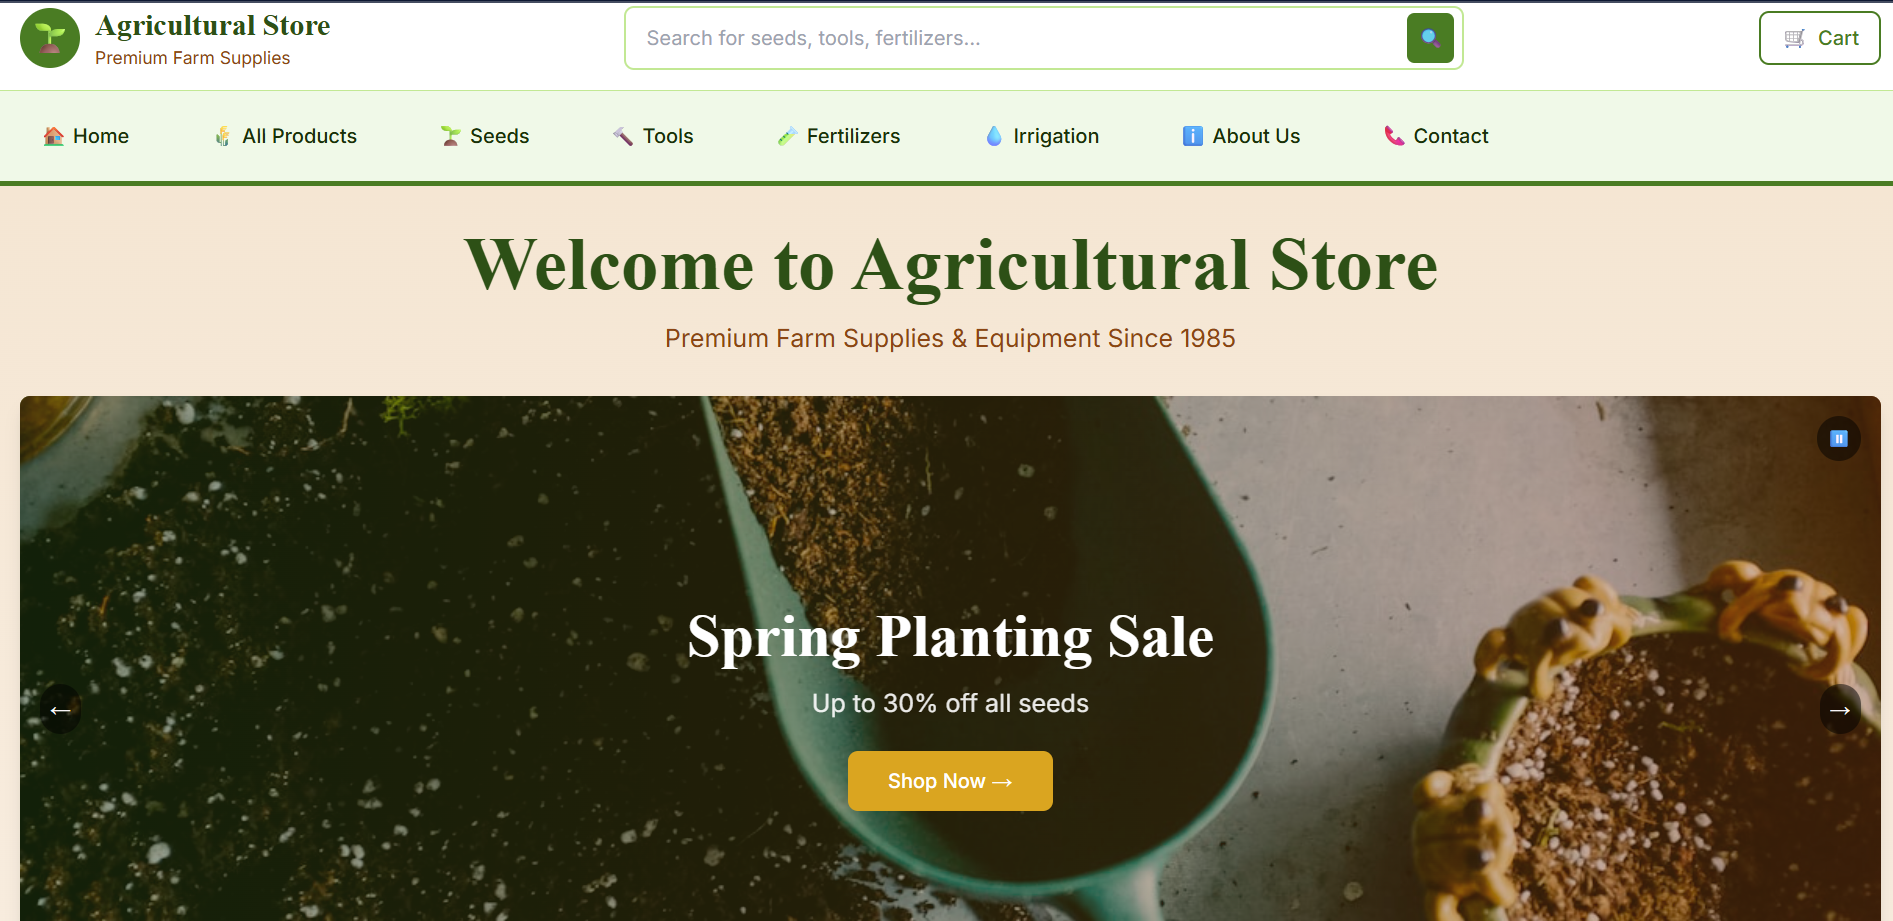 Agricultural Store
Premium Farm Supplies
Search for seeds, tools, fertilizers...
Cart
Home
All Products
Seeds
Tools
Fertilizers
Irrigation
About Us
Contact
Welcome to Agricultural Store
Premium Farm Supplies & Equipment Since 1985
Spring Planting Sale
Up to 30% off all seeds
Shop Now →